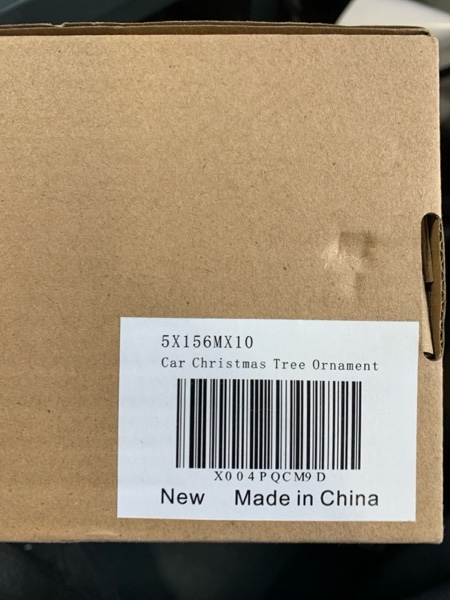 5X156MX10
Car Christmas Tree Ornament
X004PQCM9D
New Made in China